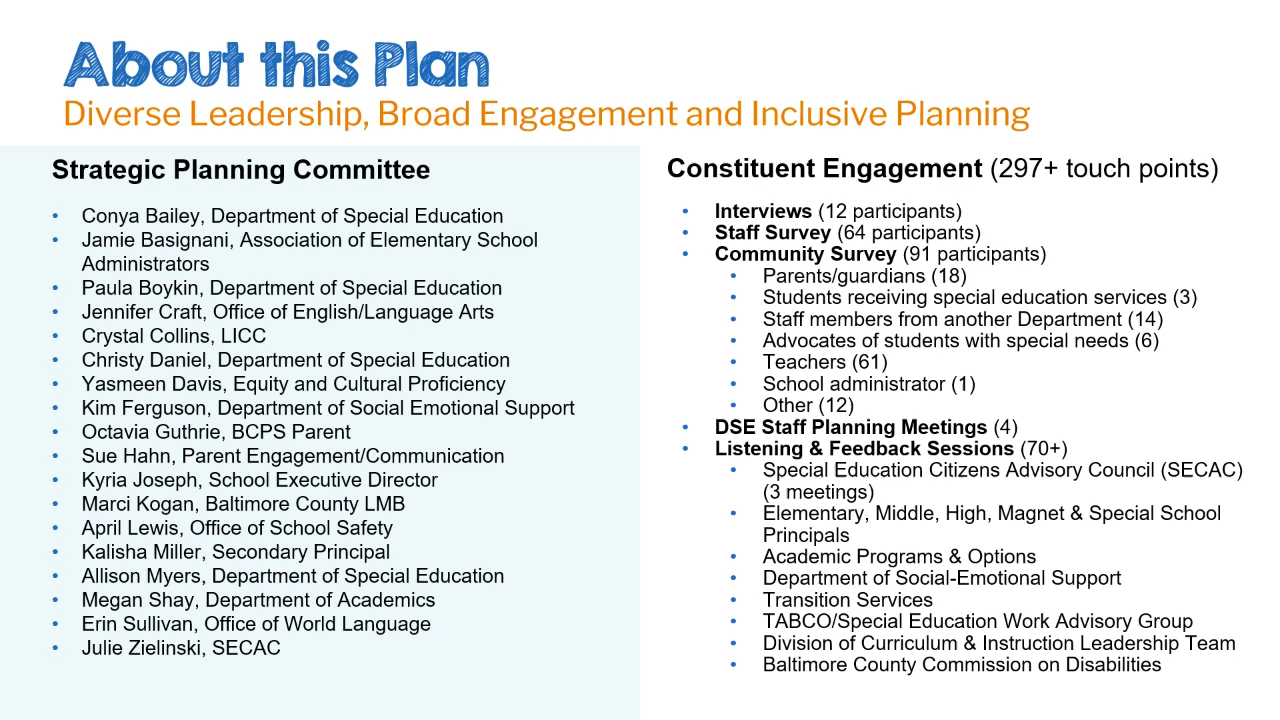 About this Plan
Diverse Leadership, Broad Engagement and Inclusive Planning
Strategic Planning Committee
• Conya Bailey, Department of Special Education
• Jamie Basignani, Association of Elementary School
Administrators
• Paula Boykin, Department of Special Education
• Jennifer Craft, Office of English/Language Arts
• Crystal Collins, LICC
• Christy Daniel, Department of Special Education
• Yasmeen Davis, Equity and Cultural Proficiency
• Kim Ferguson, Department of Social Emotional Support
• Octavia Guthrie, BCPS Parent
• Sue Hahn, Parent Engagement/Communication
• Kyria Joseph, School Executive Director
• Marci Kogan, Baltimore County LMB
• April Lewis, Office of School Safety
• Kalisha Miller, Secondary Principal
• Allison Myers, Department of Special Education
• Megan Shay, Department of Academics
• Erin Sullivan, Office of World Language
• Julie Zielinski, SECAC
Constituent Engagement (297+ touch points)
• Interviews (12 participants)
• Staff Survey (64 participants)
• Community Survey (91 participants)
• Parents/guardians (18)
• Students receiving special education services (3)
• Staff members from another Department (14)
• Advocates of students with special needs (6)
• Teachers (61)
• School administrator (1)
• Other (12)
• DSE Staff Planning Meetings (4)
• Listening & Feedback Sessions (70+)
• Special Education Citizens Advisory Council (SECAC)
(3 meetings)
• Elementary, Middle, High, Magnet & Special School
Principals
• Academic Programs & Options
• Department of Social-Emotional Support
• Transition Services
• TABCO/Special Education Work Advisory Group
• Division of Curriculum & Instruction Leadership Team
• Baltimore County Commission on Disabilities